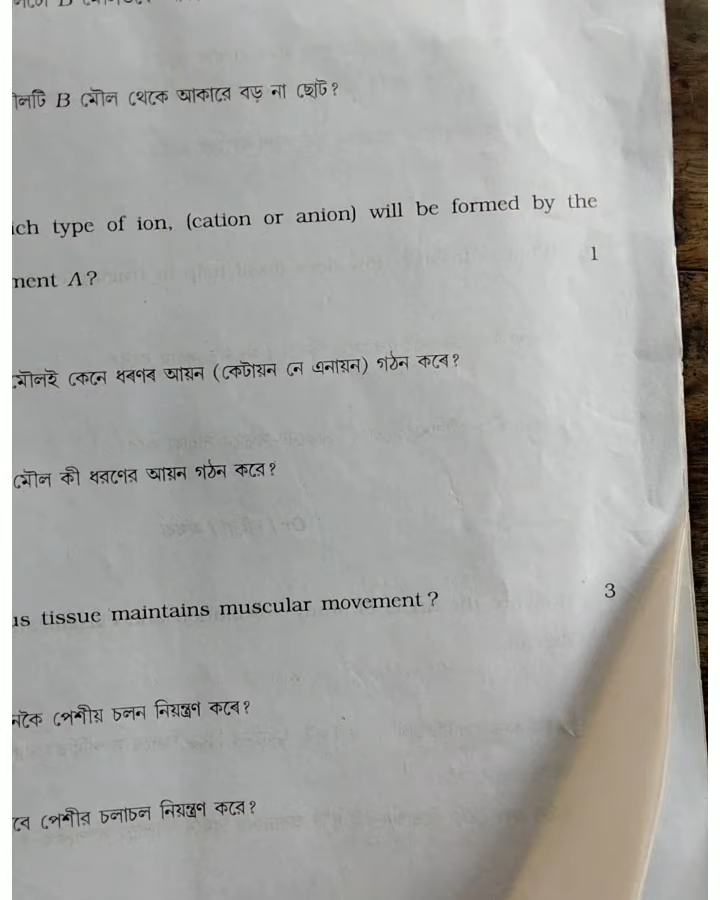 লটি B মৌল থেকে আকারে বড় না ছোট?
ich type of ion, (cation or anion) will be formed by the
ment A?
1
মৌলই কেনে ধৰণৰ আয়ন (কেটায়ন নে এনায়ন) গঠন কৰে?
মৌল কী ধরণের আয়ন গঠন করে?
us tissue maintains muscular movement?
3
নকৈ পেশীয় চলন নিয়ন্ত্ৰণ কৰে?
বে পেশীর চলাচল নিয়ন্ত্রণ করে?